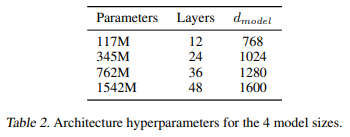 Parameters Layers d_model
117M 12 768
345M 24 1024
762M 36 1280
1542M 48 1600
Table 2. Architecture hyperparameters for the 4 model sizes.